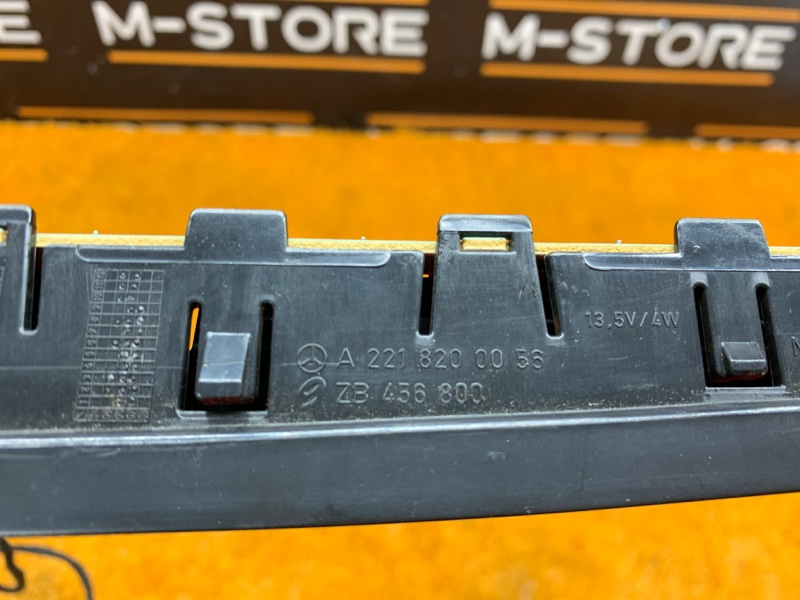 M-STORE M-STORE
13,5V/4W
A 221 820 00 56
ZB 456 800